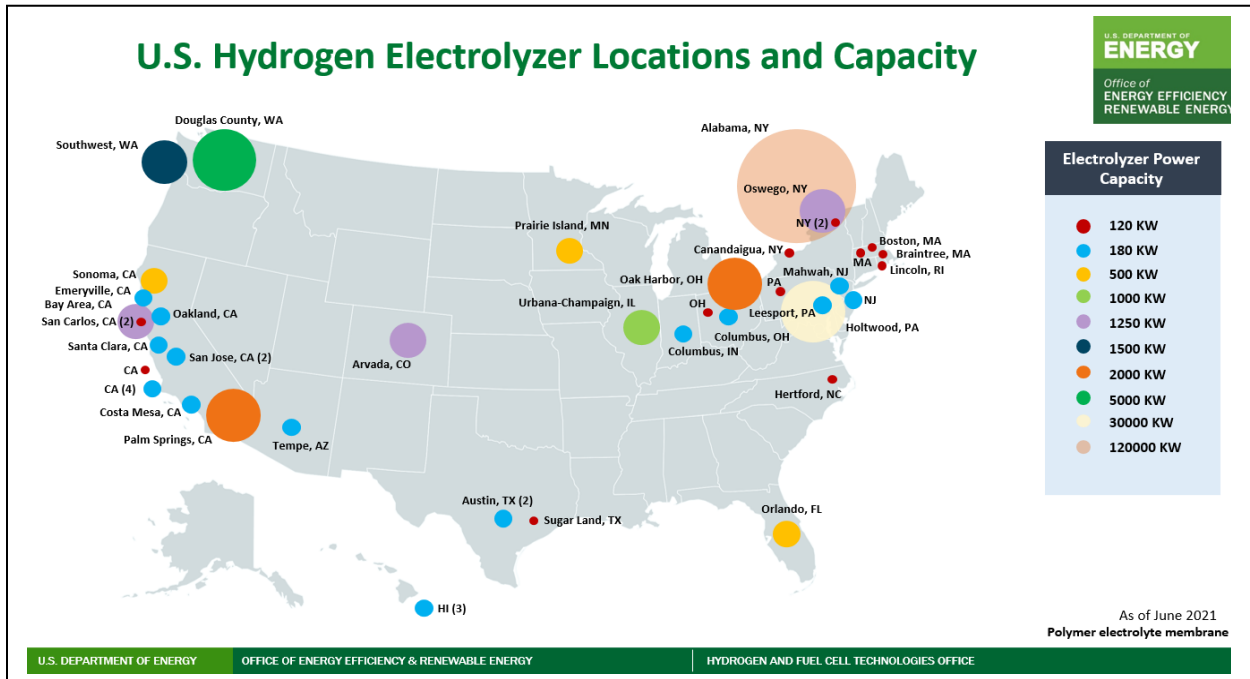 U.S. Hydrogen Electrolyzer Locations and Capacity
U.S. DEPARTMENT OF
ENERGY
Office of
ENERGY EFFICIENCY
RENEWABLE ENERGY
Douglas County, WA
Southwest, WA
Alabama, NY
Oswego, NY
NY (2)
Prairie Island, MN
Canandaigua, NY
Boston, MA
Braintree, MA
MA
Lincoln, RI
Sonoma, CA
Emeryville, CA
Bay Area, CA
San Carlos, CA (2)
Oakland, CA
Oak Harbor, OH
Mahwah, NJ
PA
NJ
Urbana-Champaign, IL
OH
Leesport, PA
Holtwood, PA
Santa Clara, CA
San Jose, CA (2)
Arvada, CO
Columbus, OH
Columbus, IN
CA
CA (4)
Hertford, NC
Costa Mesa, CA
Palm Springs, CA
Tempe, AZ
Austin, TX (2)
Sugar Land, TX
Orlando, FL
HI (3)
Electrolyzer Power
Capacity
120 KW
180 KW
500 KW
1000 KW
1250 KW
1500 KW
2000 KW
5000 KW
30000 KW
120000 KW
As of June 2021
Polymer electrolyte membrane
U.S. DEPARTMENT OF ENERGY
OFFICE OF ENERGY EFFICIENCY & RENEWABLE ENERGY
HYDROGEN AND FUEL CELL TECHNOLOGIES OFFICE